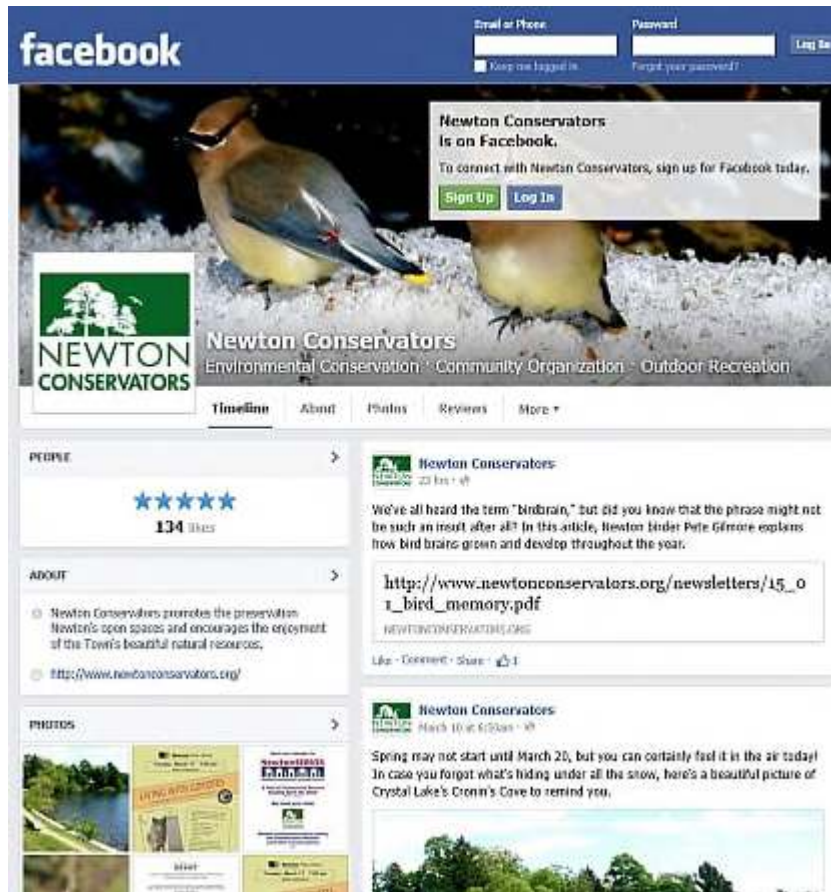 Email or Phone
Password
facebook
Log In
Keep me logged in
Forgot your password?
Newton Conservators
is on Facebook.
To connect with Newton Conservators, sign up for Facebook today.
Sign Up
Log In
NEWTON
CONSERVATORS
Newton Conservators
Environmental Conservation · Community Organization · Outdoor Recreation
Timeline
About
Photos
Reviews
More
PEOPLE
134 likes
ABOUT
Newton Conservators promotes the preservation
Newton's open spaces and encourages the enjoyment
of the Town's beautiful natural resources.
http://www.newtonconservators.org/
PHOTOS
LIVING WITH COYOTES
NewtonSERVES
Newton Conservators
22 hrs ·
We've all heard the term "birdbrain," but did you know that the phrase might not
be such an insult after all? In this article, Newton birder Pete Gilmore explains
how bird brains grown and develop throughout the year.
http://www.newtonconservators.org/newsletters/15_0
1_bird_memory.pdf
NEWTONCONSERVATORS.ORG
Like · Comment · Share · 1
Newton Conservators
March 10 at 6:50am ·
Spring may not start until March 20, but you can certainly feel it in the air today!
In case you forgot what's hiding under all the snow, here's a beautiful picture of
Crystal Lake's Cronin's Cove to remind you.